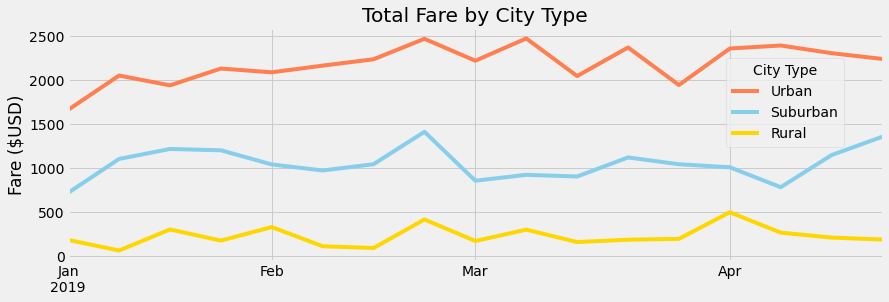 Total Fare by City Type
Fare ($USD)
2500
2000
1500
1000
500
0
City Type
Urban
Suburban
Rural
Jan Feb Mar Apr
2019